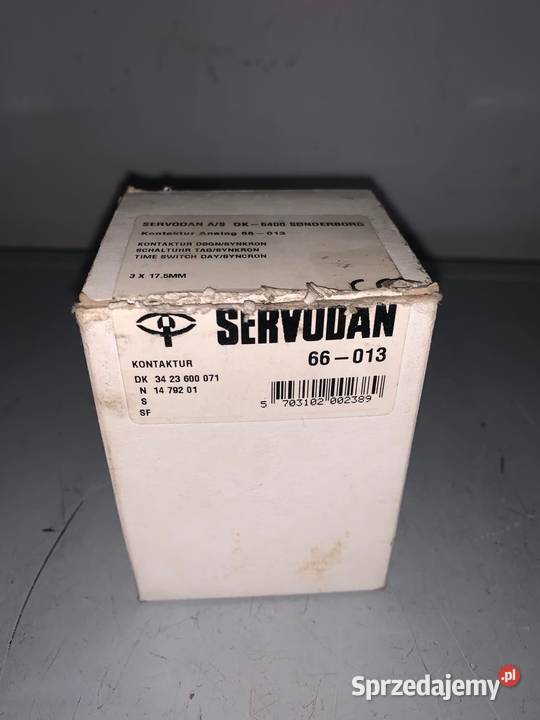 SERVODAN A/S DK-6400 SØNDERBORG
Kontaktur Analog 66-013
KONTAKTUR DØGN/SYNKRON
SCHALTUHR TAG/SYNKRON
TIME SWITCH DAY/SYNCRON
3 X 17.5MM
SERVODAN
66-013
KONTAKTUR
DK 34 23 600 071
N 14 792 01
S
SF
5 703102 002389
Sprzedajemy.pl